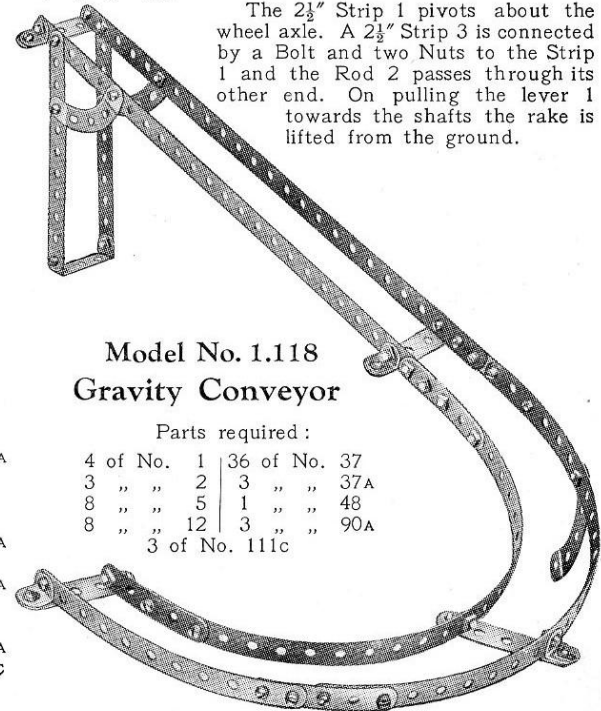 The 2½″ Strip 1 pivots about the
wheel axle. A 2½″ Strip 3 is connected
by a Bolt and two Nuts to the Strip
1 and the Rod 2 passes through its
other end. On pulling the lever 1
towards the shafts the rake is
lifted from the ground.
Model No. 1.118
Gravity Conveyor
Parts required :
4 of No. 1 | 36 of No. 37
3 „ „ 2 | 3 „ „ 37A
8 „ „ 5 | 1 „ „ 48
8 „ „ 12 | 3 „ „ 90A
3 of No. 111c
A
A
A
A
C